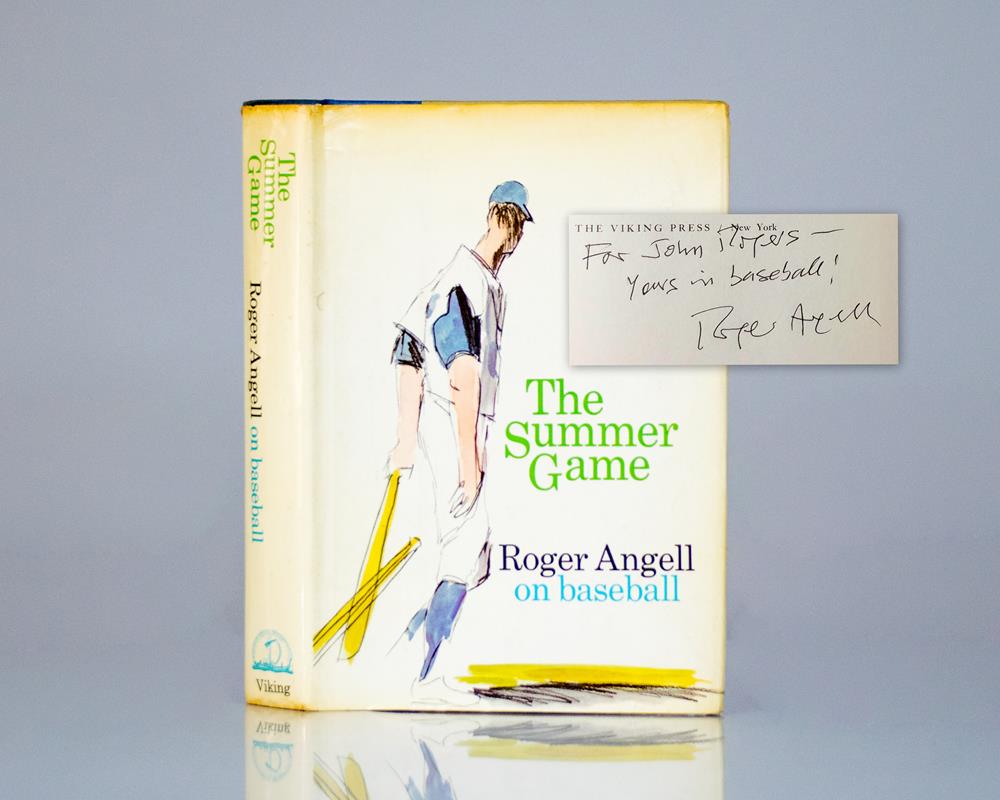 The
Summer
Game
Roger Angell on baseball
Viking
THE VIKING PRESS New York
For John Rogers —
Yours in baseball!
Roger Angell
The
Summer
Game
Roger Angell
on baseball